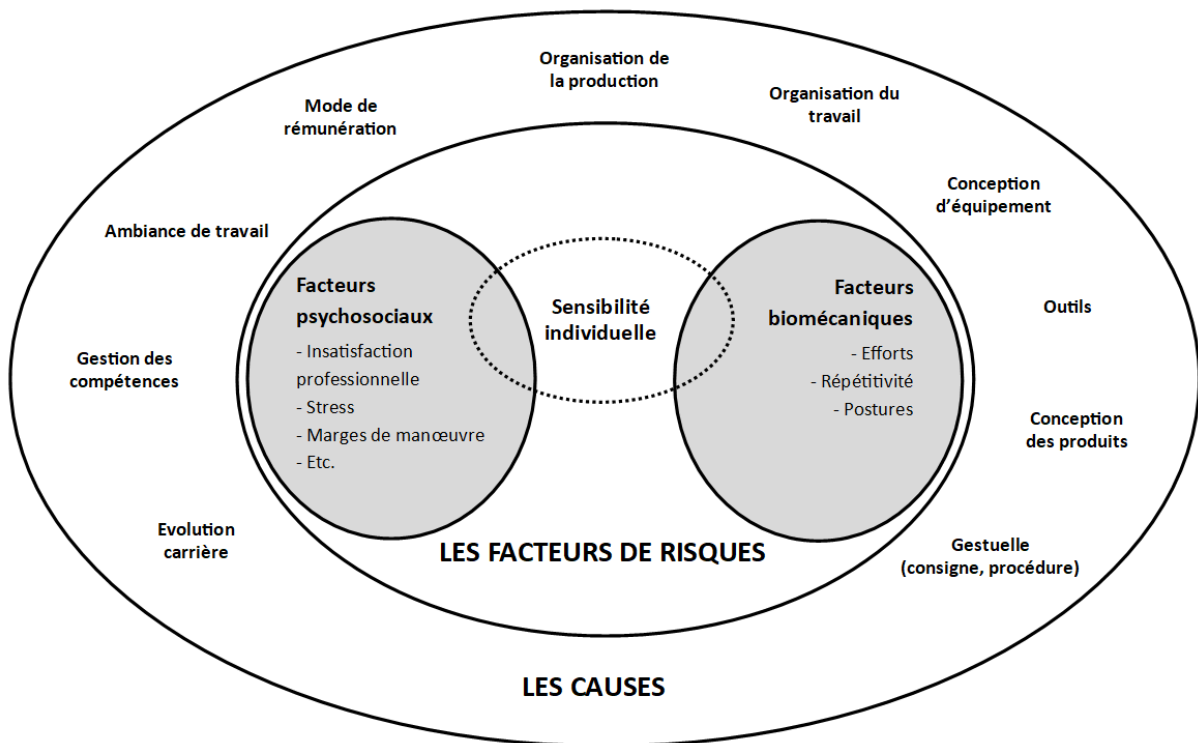 Organisation de
la production
Organisation du
travail
Mode de
rémunération
Conception
d'équipement
Ambiance de travail
Facteurs
psychosociaux
- Insatisfaction
professionnelle
- Stress
- Marges de manœuvre
- Etc.
Sensibilité
individuelle
Facteurs
biomécaniques
- Efforts
- Répétitivité
- Postures
Outils
Gestion des
compétences
Conception
des produits
Evolution
carrière
Gestuelle
(consigne, procédure)
LES FACTEURS DE RISQUES
LES CAUSES